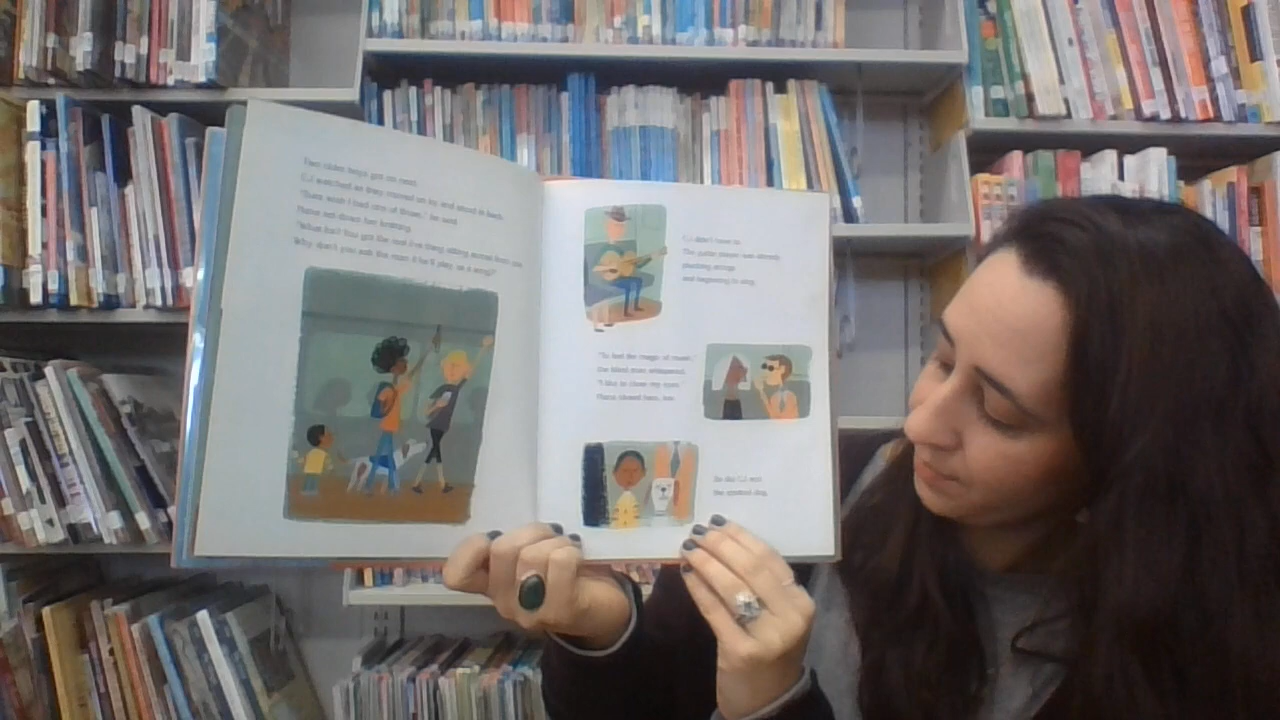 Two older boys got on next.
CJ watched as they moved on by and stood in back.
"Sure wish I had one of those," he said.
Nana set down her knitting.
"What for? You got the real live thing sitting across from you.
Why don't you ask the man if he'll play us a song?"
CJ didn't have to.
The guitar player was already
plucking strings
and beginning to sing.
"To feel the magic of music,"
the blind man whispered,
"I like to close my eyes."
Nana closed hers, too.
So did CJ and
the spotted dog.